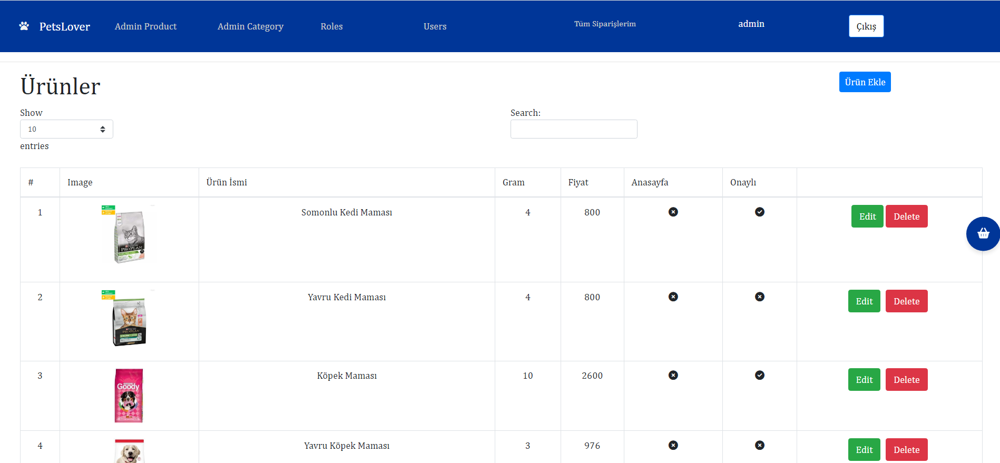 PetsLover Admin Product Admin Category Roles Users Tüm Siparişlerim admin Çıkış
Ürünler Ürün Ekle
Show Search:
10
entries
# Image Ürün İsmi Gram Fiyat Anasayfa Onaylı
1 Somonlu Kedi Maması 4 800 Edit Delete
PRO PLAN
2 Yavru Kedi Maması 4 800 Edit Delete
PRO PLAN
3 Köpek Maması 10 2600 Edit Delete
Goody
4 Yavru Köpek Maması 3 976 Edit Delete